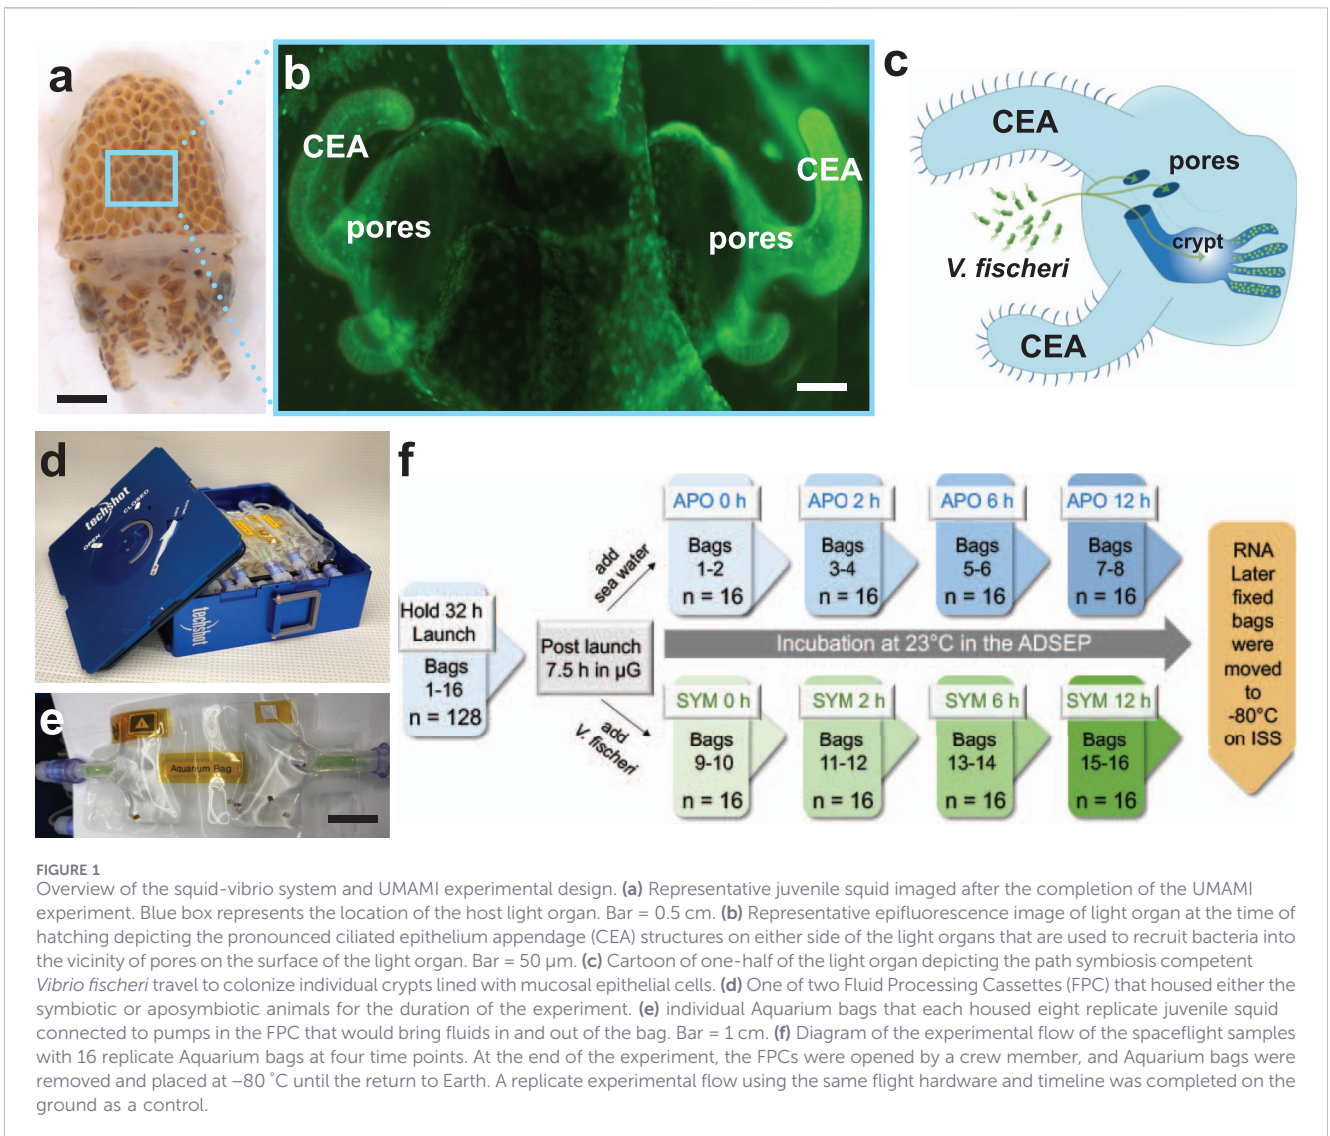 a
b
CEA
CEA
pores
pores
c
CEA
pores
crypt
V. fischeri
CEA
d
techshot
OPEN
CLOSED
techshot
e
Aquarium Bag
f
Hold 32 h
Launch
Bags
1-16
n = 128
Post launch
7.5 h in µG
add
sea water
add
V. fischeri
APO 0 h
Bags
1-2
n = 16
APO 2 h
Bags
3-4
n = 16
APO 6 h
Bags
5-6
n = 16
APO 12 h
Bags
7-8
n = 16
Incubation at 23°C in the ADSEP
SYM 0 h
Bags
9-10
n = 16
SYM 2 h
Bags
11-12
n = 16
SYM 6 h
Bags
13-14
n = 16
SYM 12 h
Bags
15-16
n = 16
RNA
Later
fixed
bags
were
moved
to
-80°C
on ISS
FIGURE 1
Overview of the squid-vibrio system and UMAMI experimental design. (a) Representative juvenile squid imaged after the completion of the UMAMI
experiment. Blue box represents the location of the host light organ. Bar = 0.5 cm. (b) Representative epifluorescence image of light organ at the time of
hatching depicting the pronounced ciliated epithelium appendage (CEA) structures on either side of the light organs that are used to recruit bacteria into
the vicinity of pores on the surface of the light organ. Bar = 50 µm. (c) Cartoon of one-half of the light organ depicting the path symbiosis competent
Vibrio fischeri travel to colonize individual crypts lined with mucosal epithelial cells. (d) One of two Fluid Processing Cassettes (FPC) that housed either the
symbiotic or aposymbiotic animals for the duration of the experiment. (e) individual Aquarium bags that each housed eight replicate juvenile squid
connected to pumps in the FPC that would bring fluids in and out of the bag. Bar = 1 cm. (f) Diagram of the experimental flow of the spaceflight samples
with 16 replicate Aquarium bags at four time points. At the end of the experiment, the FPCs were opened by a crew member, and Aquarium bags were
removed and placed at –80 °C until the return to Earth. A replicate experimental flow using the same flight hardware and timeline was completed on the
ground as a control.